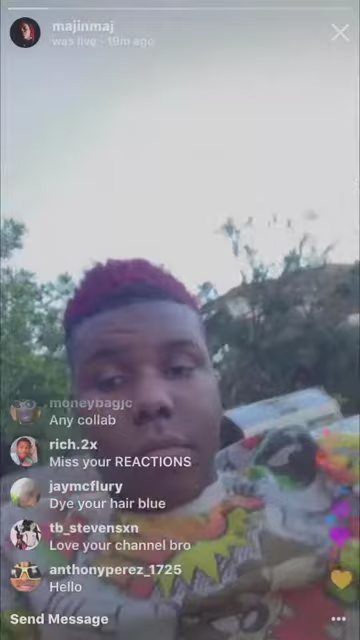 majinmaj
was live · 19m ago
moneybagjc
Any collab
rich.2x
Miss your REACTIONS
jaymcflury
Dye your hair blue
tb_stevensxn
Love your channel bro
anthonyperez_1725
Hello
Send Message